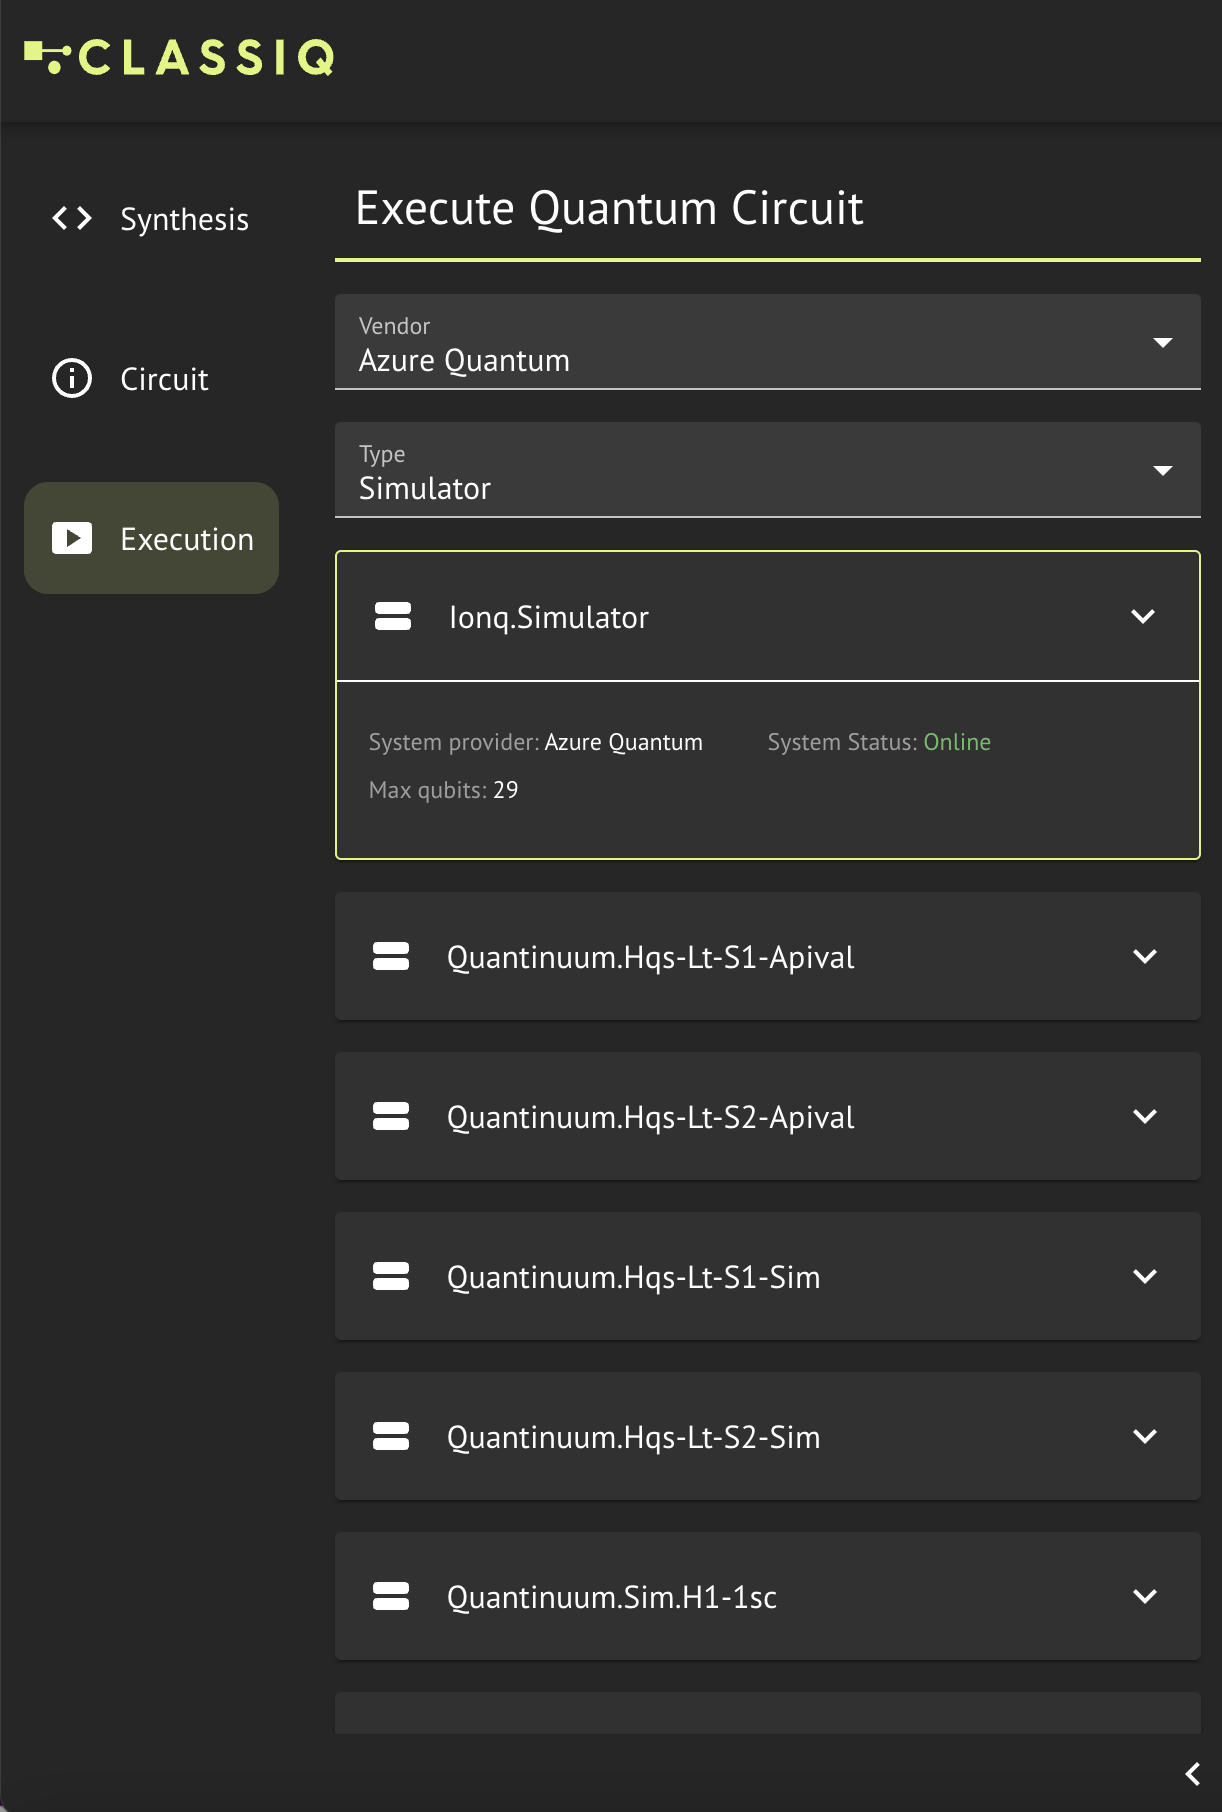 CLASSIQ
Synthesis
Circuit
Execution
Execute Quantum Circuit
Vendor
Azure Quantum
Type
Simulator
Ionq.Simulator
System provider: Azure Quantum System Status: Online
Max qubits: 29
Quantinuum.Hqs-Lt-S1-Apival
Quantinuum.Hqs-Lt-S2-Apival
Quantinuum.Hqs-Lt-S1-Sim
Quantinuum.Hqs-Lt-S2-Sim
Quantinuum.Sim.H1-1sc